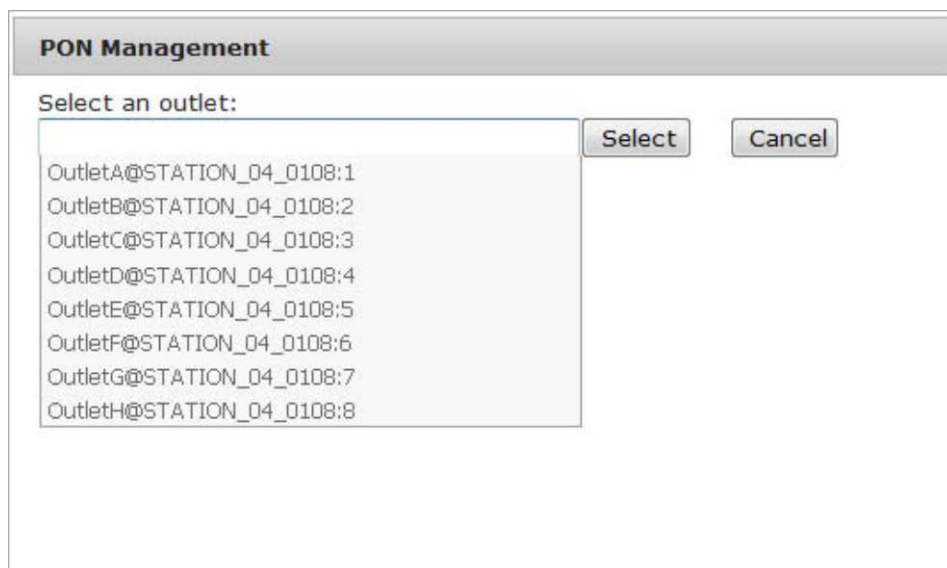 PON Management
Select an outlet:
Select Cancel
OutletA@STATION_04_0108:1
OutletB@STATION_04_0108:2
OutletC@STATION_04_0108:3
OutletD@STATION_04_0108:4
OutletE@STATION_04_0108:5
OutletF@STATION_04_0108:6
OutletG@STATION_04_0108:7
OutletH@STATION_04_0108:8